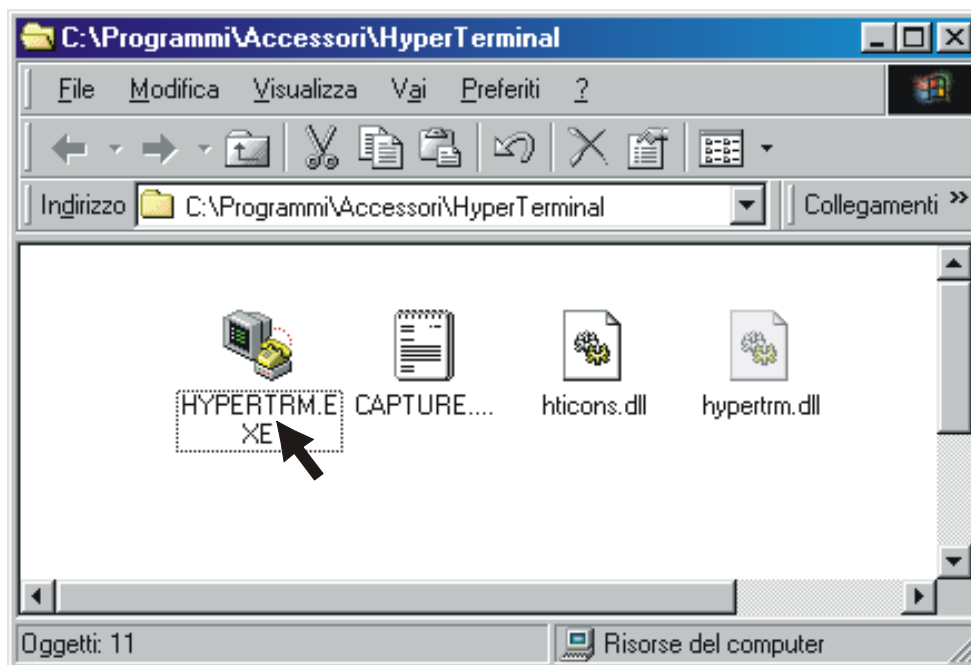 C:\Programmi\Accessori\HyperTerminal
File Modifica Visualizza Vai Preferiti ?
Indirizzo C:\Programmi\Accessori\HyperTerminal Collegamenti »
HYPERTRM.E CAPTURE.... hticons.dll hypertrm.dll
XE
Oggetti: 11 Risorse del computer